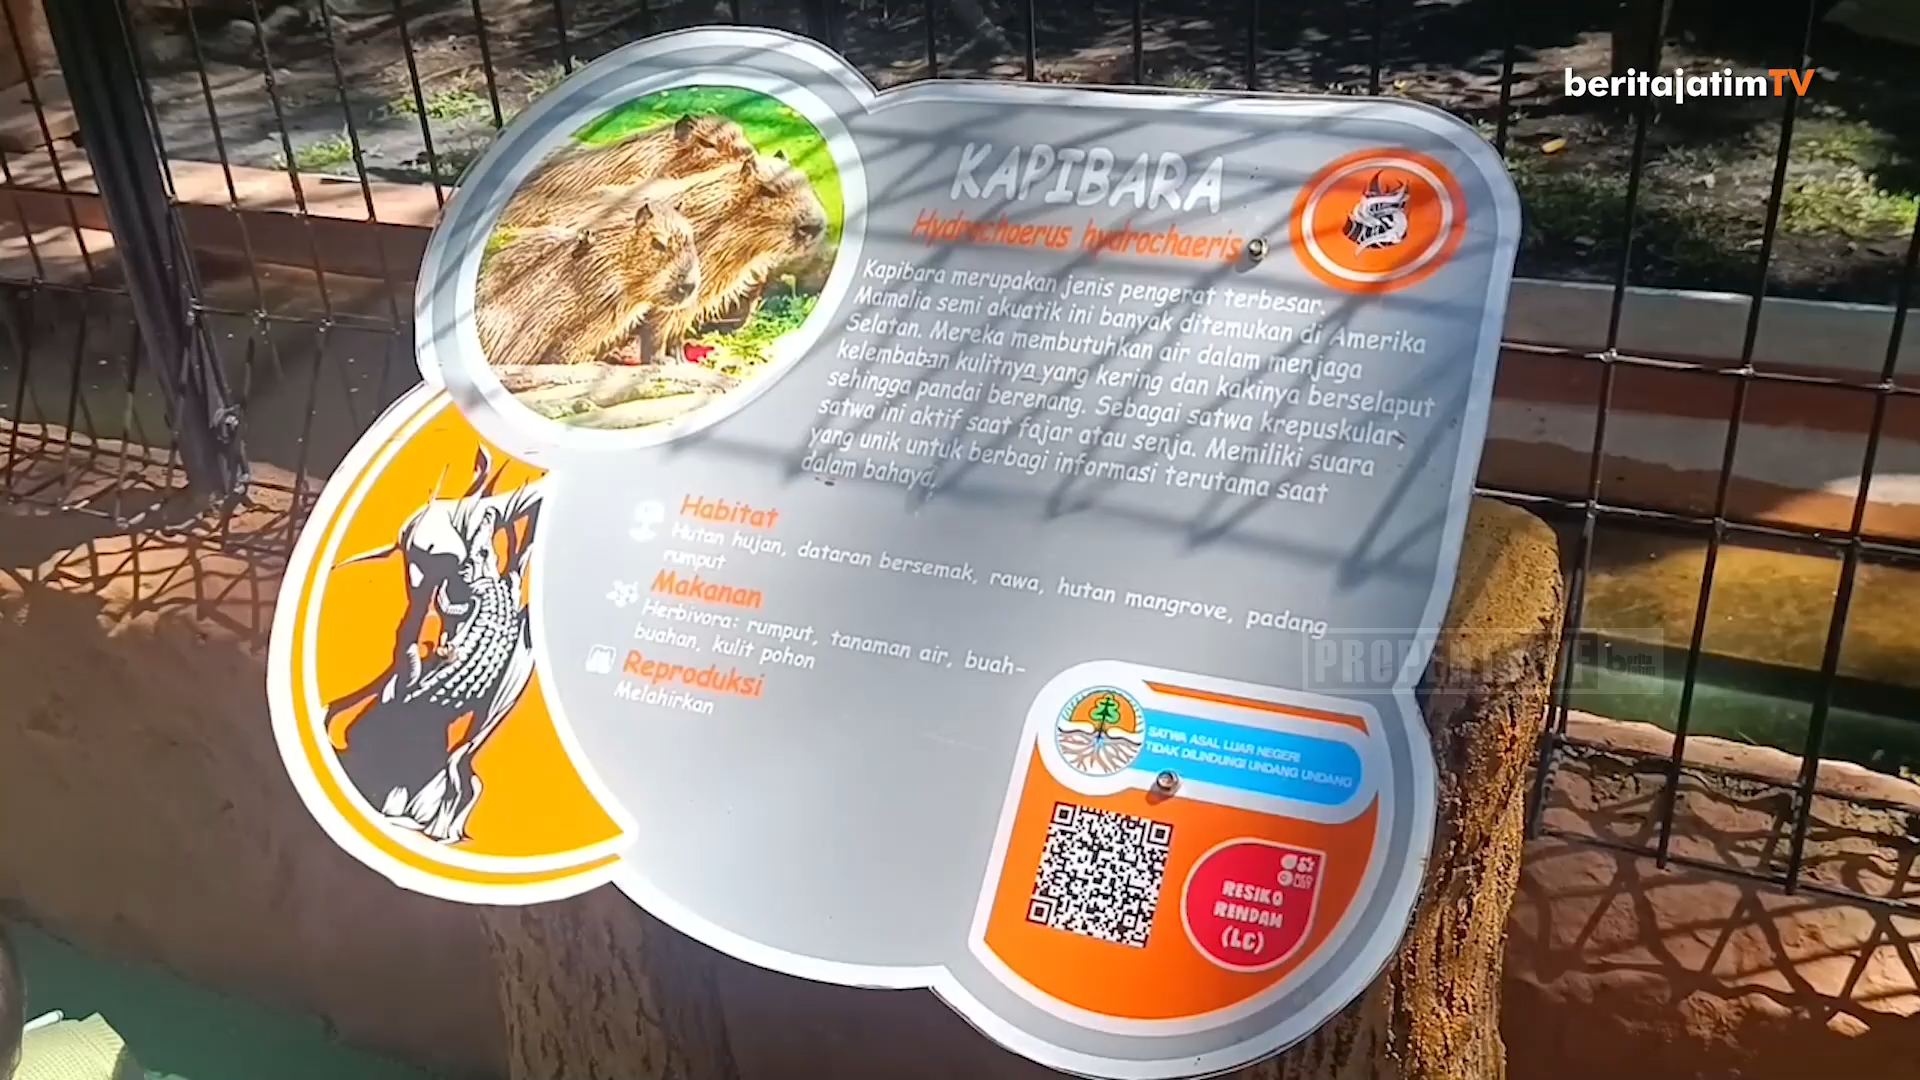 beritajatimTV
KAPIBARA
Hydrochoerus hydrochaeris
Kapibara merupakan jenis pengerat terbesar.
Mamalia semi akuatik ini banyak ditemukan di Amerika
Selatan. Mereka membutuhkan air dalam menjaga
kelembaban kulitnya yang kering dan kakinya berselaput
sehingga pandai berenang. Sebagai satwa krepuskular,
satwa ini aktif saat fajar atau senja. Memiliki suara
yang unik untuk berbagi informasi terutama saat
dalam bahaya.
Habitat
Hutan hujan, dataran bersemak, rawa, hutan mangrove, padang
rumput
Makanan
Herbivora: rumput, tanaman air, buah-
buahan, kulit pohon
Reproduksi
Melahirkan
SATWA ASAL LUAR NEGERI
TIDAK DILINDUNGI UNDANG UNDANG
RESIKO
RENDAH
(LC)